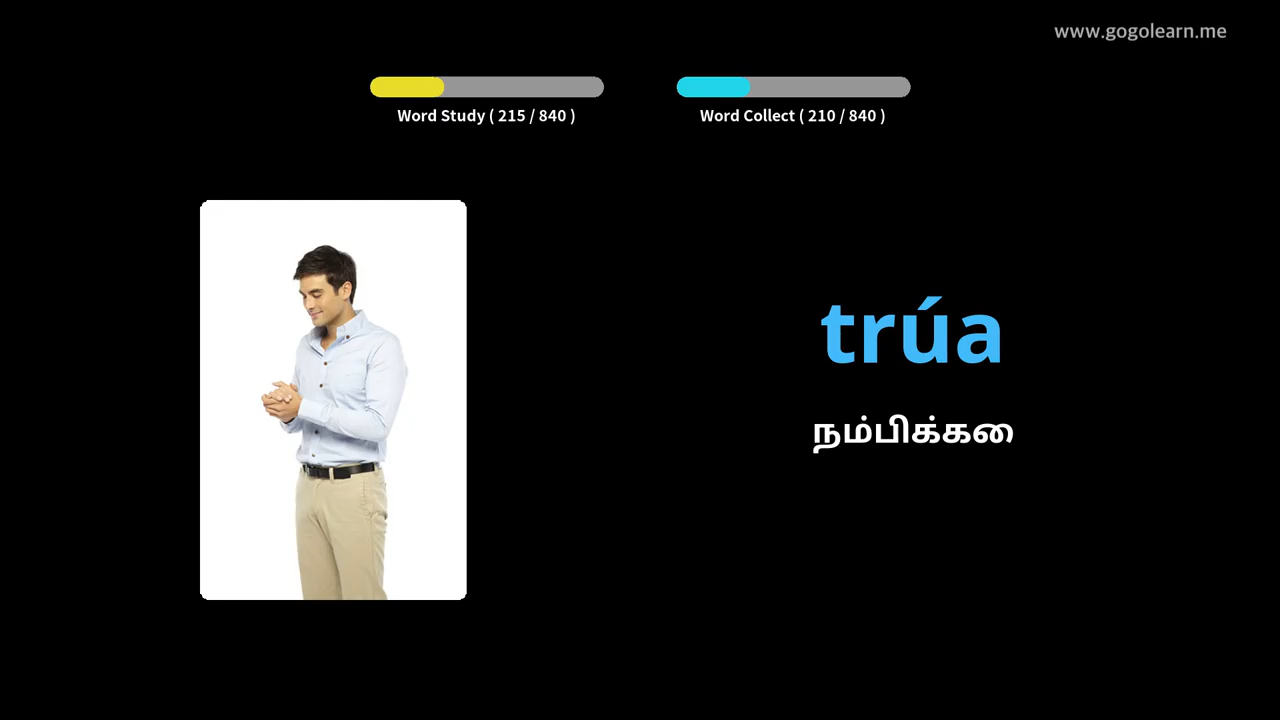 www.gogolearn.me
Word Study ( 215 / 840 )
Word Collect ( 210 / 840 )
trúa
நம்பிக்கை